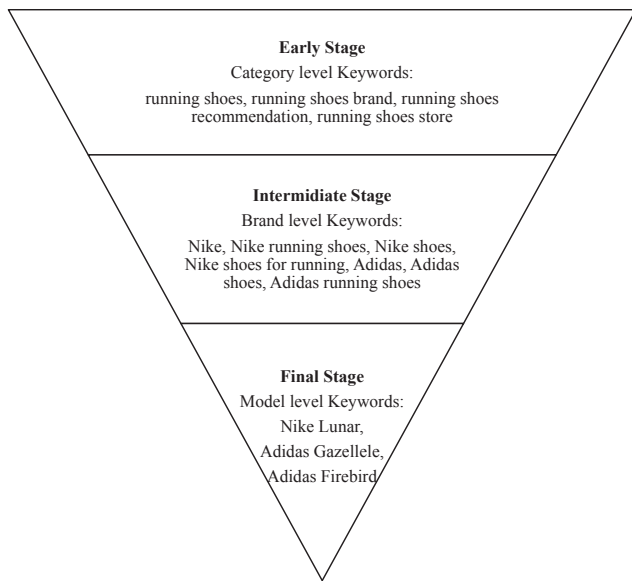 Early Stage
Category level Keywords:
running shoes, running shoes brand, running shoes
recommendation, running shoes store
Intermidiate Stage
Brand level Keywords:
Nike, Nike running shoes, Nike shoes,
Nike shoes for running, Adidas, Adidas
shoes, Adidas running shoes
Final Stage
Model level Keywords:
Nike Lunar,
Adidas Gazellele,
Adidas Firebird